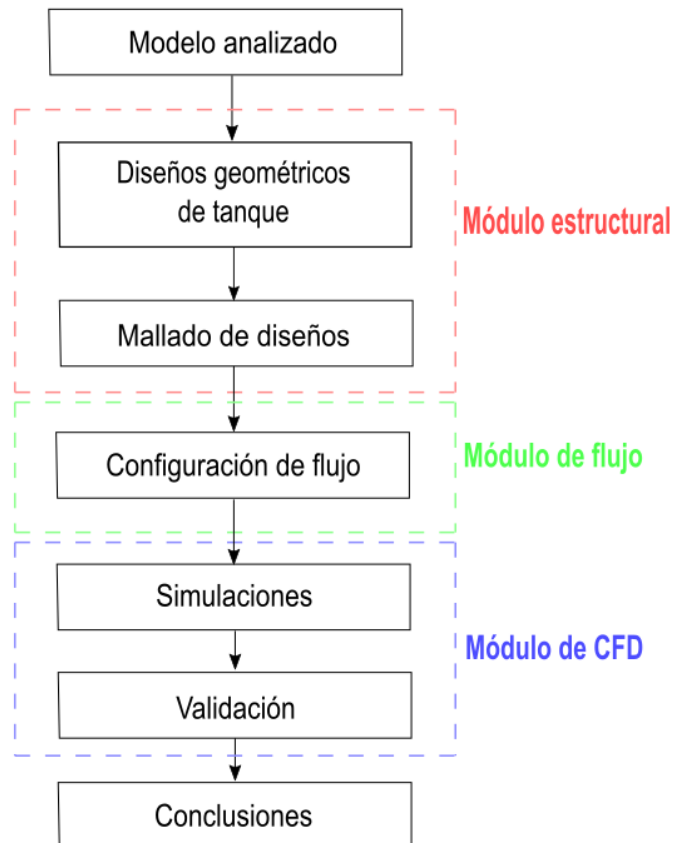 Modelo analizado
Diseños geométricos
de tanque
Módulo estructural
Mallado de diseños
Configuración de flujo
Módulo de flujo
Simulaciones
Módulo de CFD
Validación
Conclusiones